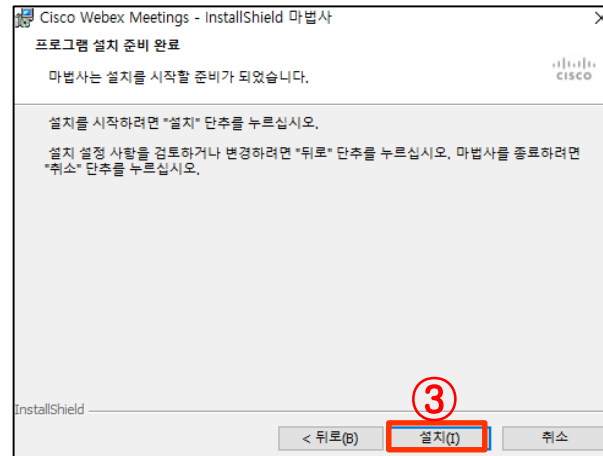 Cisco Webex Meetings - InstallShield 마법사
프로그램 설치 준비 완료
마법사는 설치를 시작할 준비가 되었습니다.
CISCO
설치를 시작하려면 "설치" 단추를 누르십시오.
설치 설정 사항을 검토하거나 변경하려면 "뒤로" 단추를 누르십시오. 마법사를 종료하려면
"취소" 단추를 누르십시오.
③
InstallShield
< 뒤로(B) 설치(I) 취소